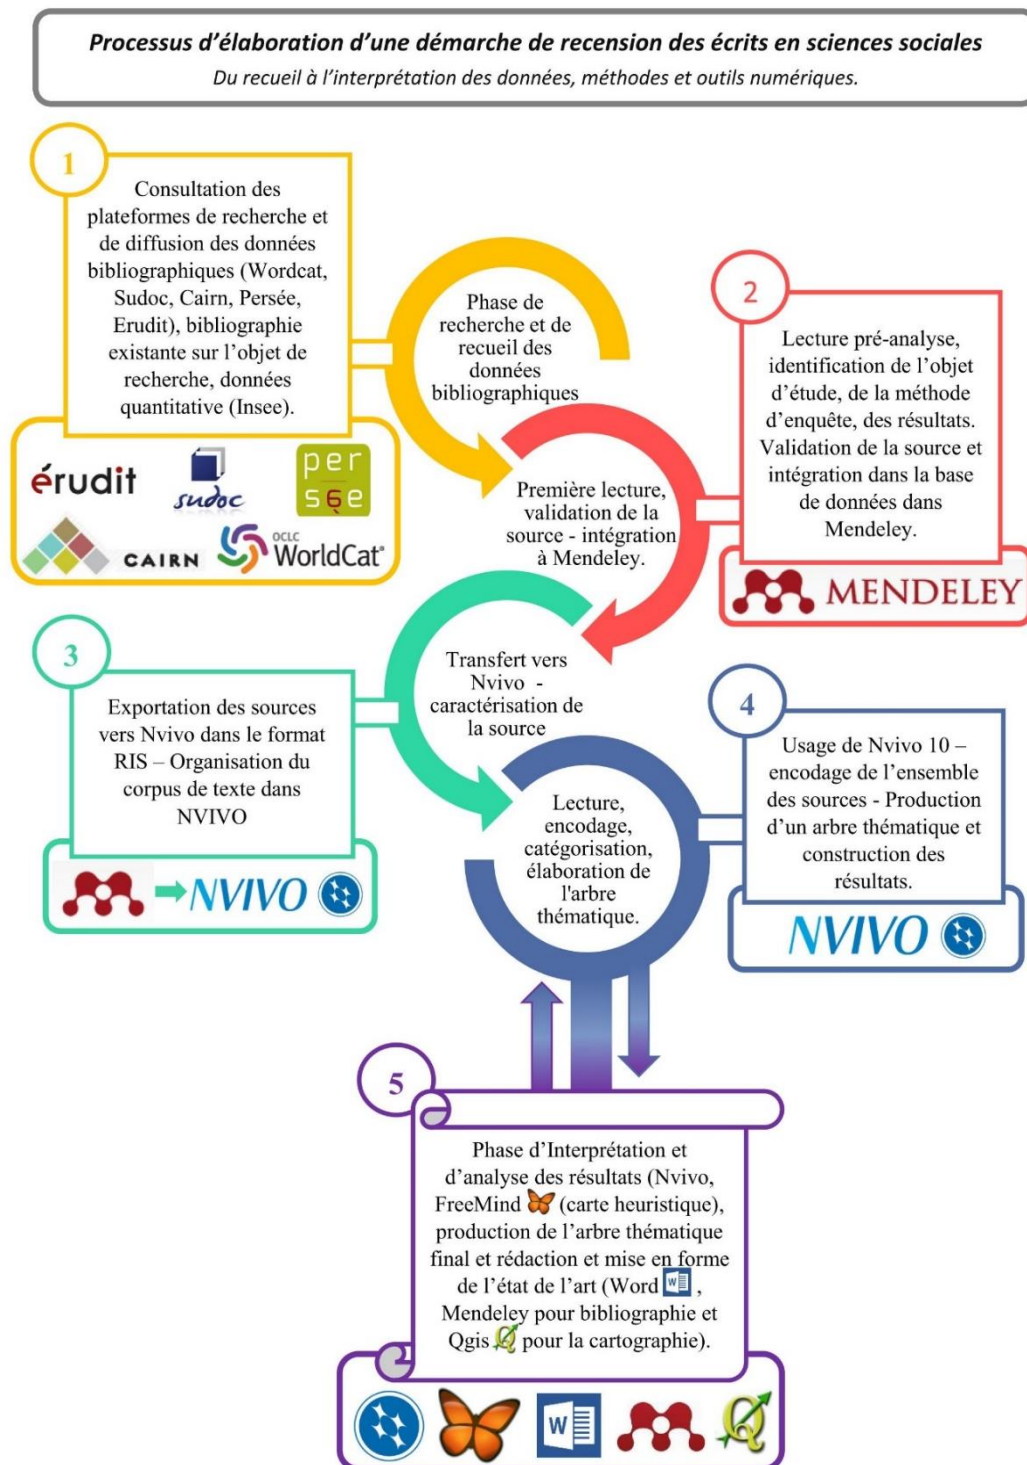 Processus d'élaboration d'une démarche de recension des écrits en sciences sociales
Du recueil à l'interprétation des données, méthodes et outils numériques.
1
Consultation des
plateformes de recherche et
de diffusion des données
bibliographiques (Wordcat,
Sudoc, Cairn, Persée,
Erudit), bibliographie
existante sur l'objet de
recherche, données
quantitative (Insee).
érudit
sudoc
per
sée
CAIRN
OCLC
WorldCat®
Phase de
recherche et de
recueil des
données
bibliographiques
2
Lecture pré-analyse,
identification de l'objet
d'étude, de la méthode
d'enquête, des résultats.
Validation de la source et
intégration dans la base
de données dans
Mendeley.
MENDELEY
Première lecture,
validation de la
source - intégration
à Mendeley.
3
Exportation des sources
vers Nvivo dans le format
RIS – Organisation du
corpus de texte dans
NVIVO
NVIVO
Transfert vers
Nvivo -
caractérisation de
la source
4
Usage de Nvivo 10 –
encodage de l'ensemble
des sources - Production
d'un arbre thématique et
construction des
résultats.
NVIVO
Lecture,
encodage,
catégorisation,
élaboration de
l'arbre
thématique.
5
Phase d'Interprétation et
d'analyse des résultats (Nvivo,
FreeMind (carte heuristique),
production de l'arbre thématique
final et rédaction et mise en forme
de l'état de l'art (Word W ,
Mendeley pour bibliographie et
Qgis Q pour la cartographie).
W
Q